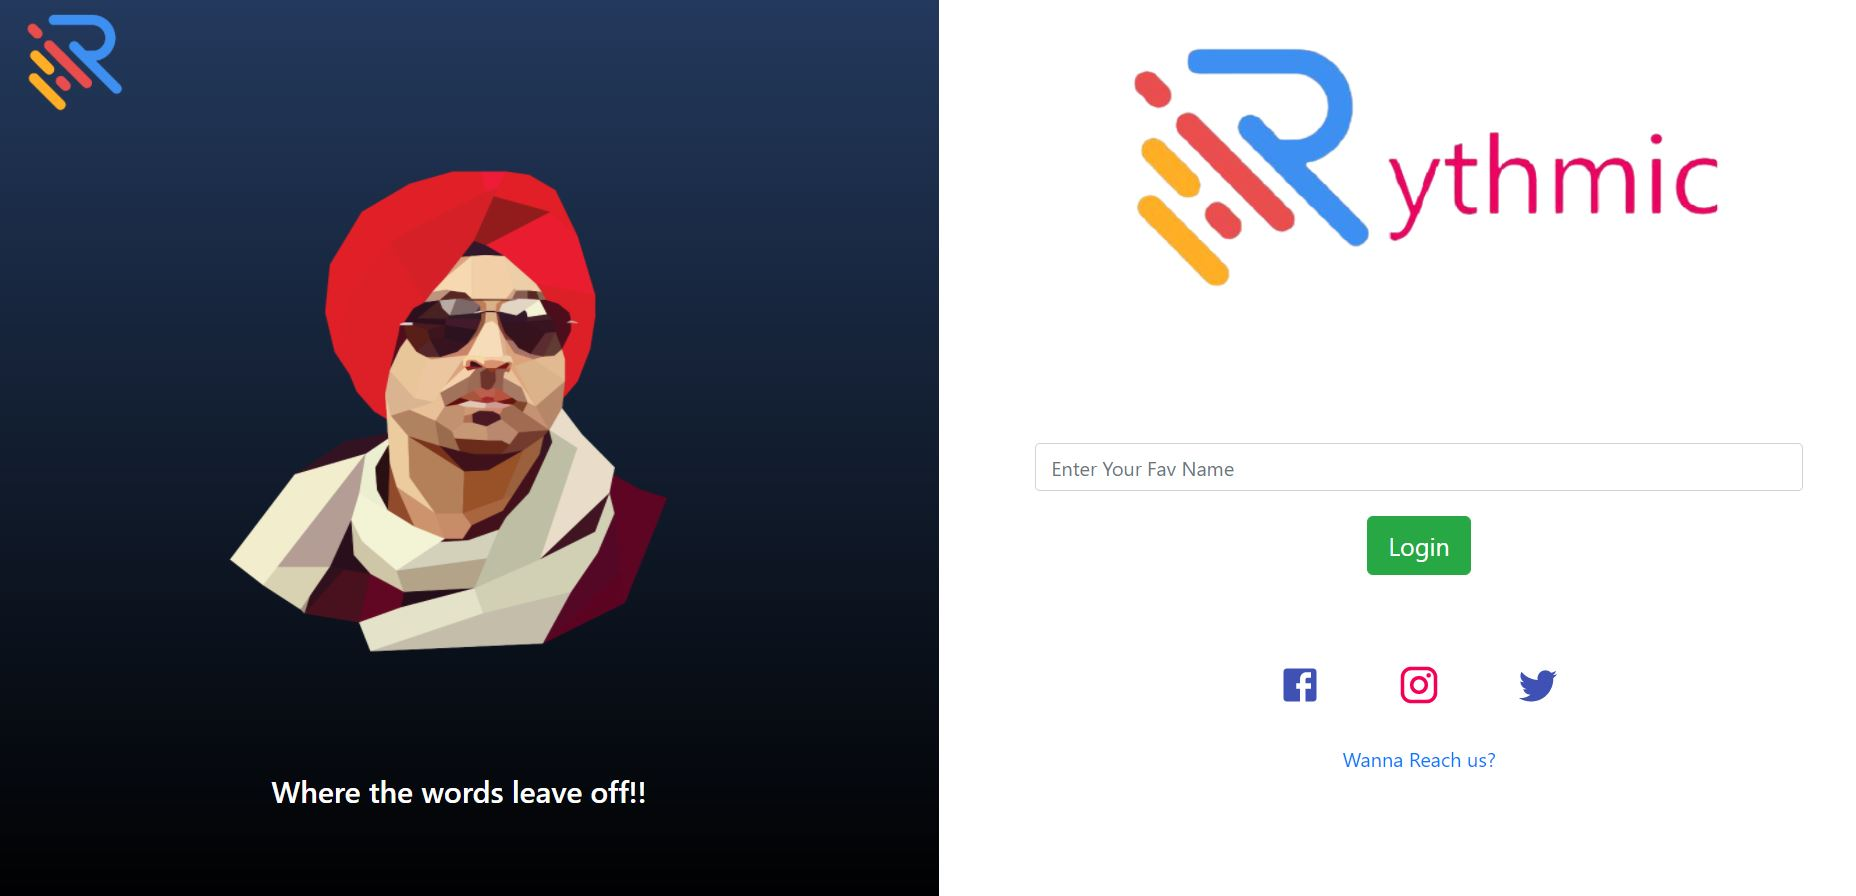 R
Where the words leave off!!
Rythmic
Enter Your Fav Name
Login
Wanna Reach us?